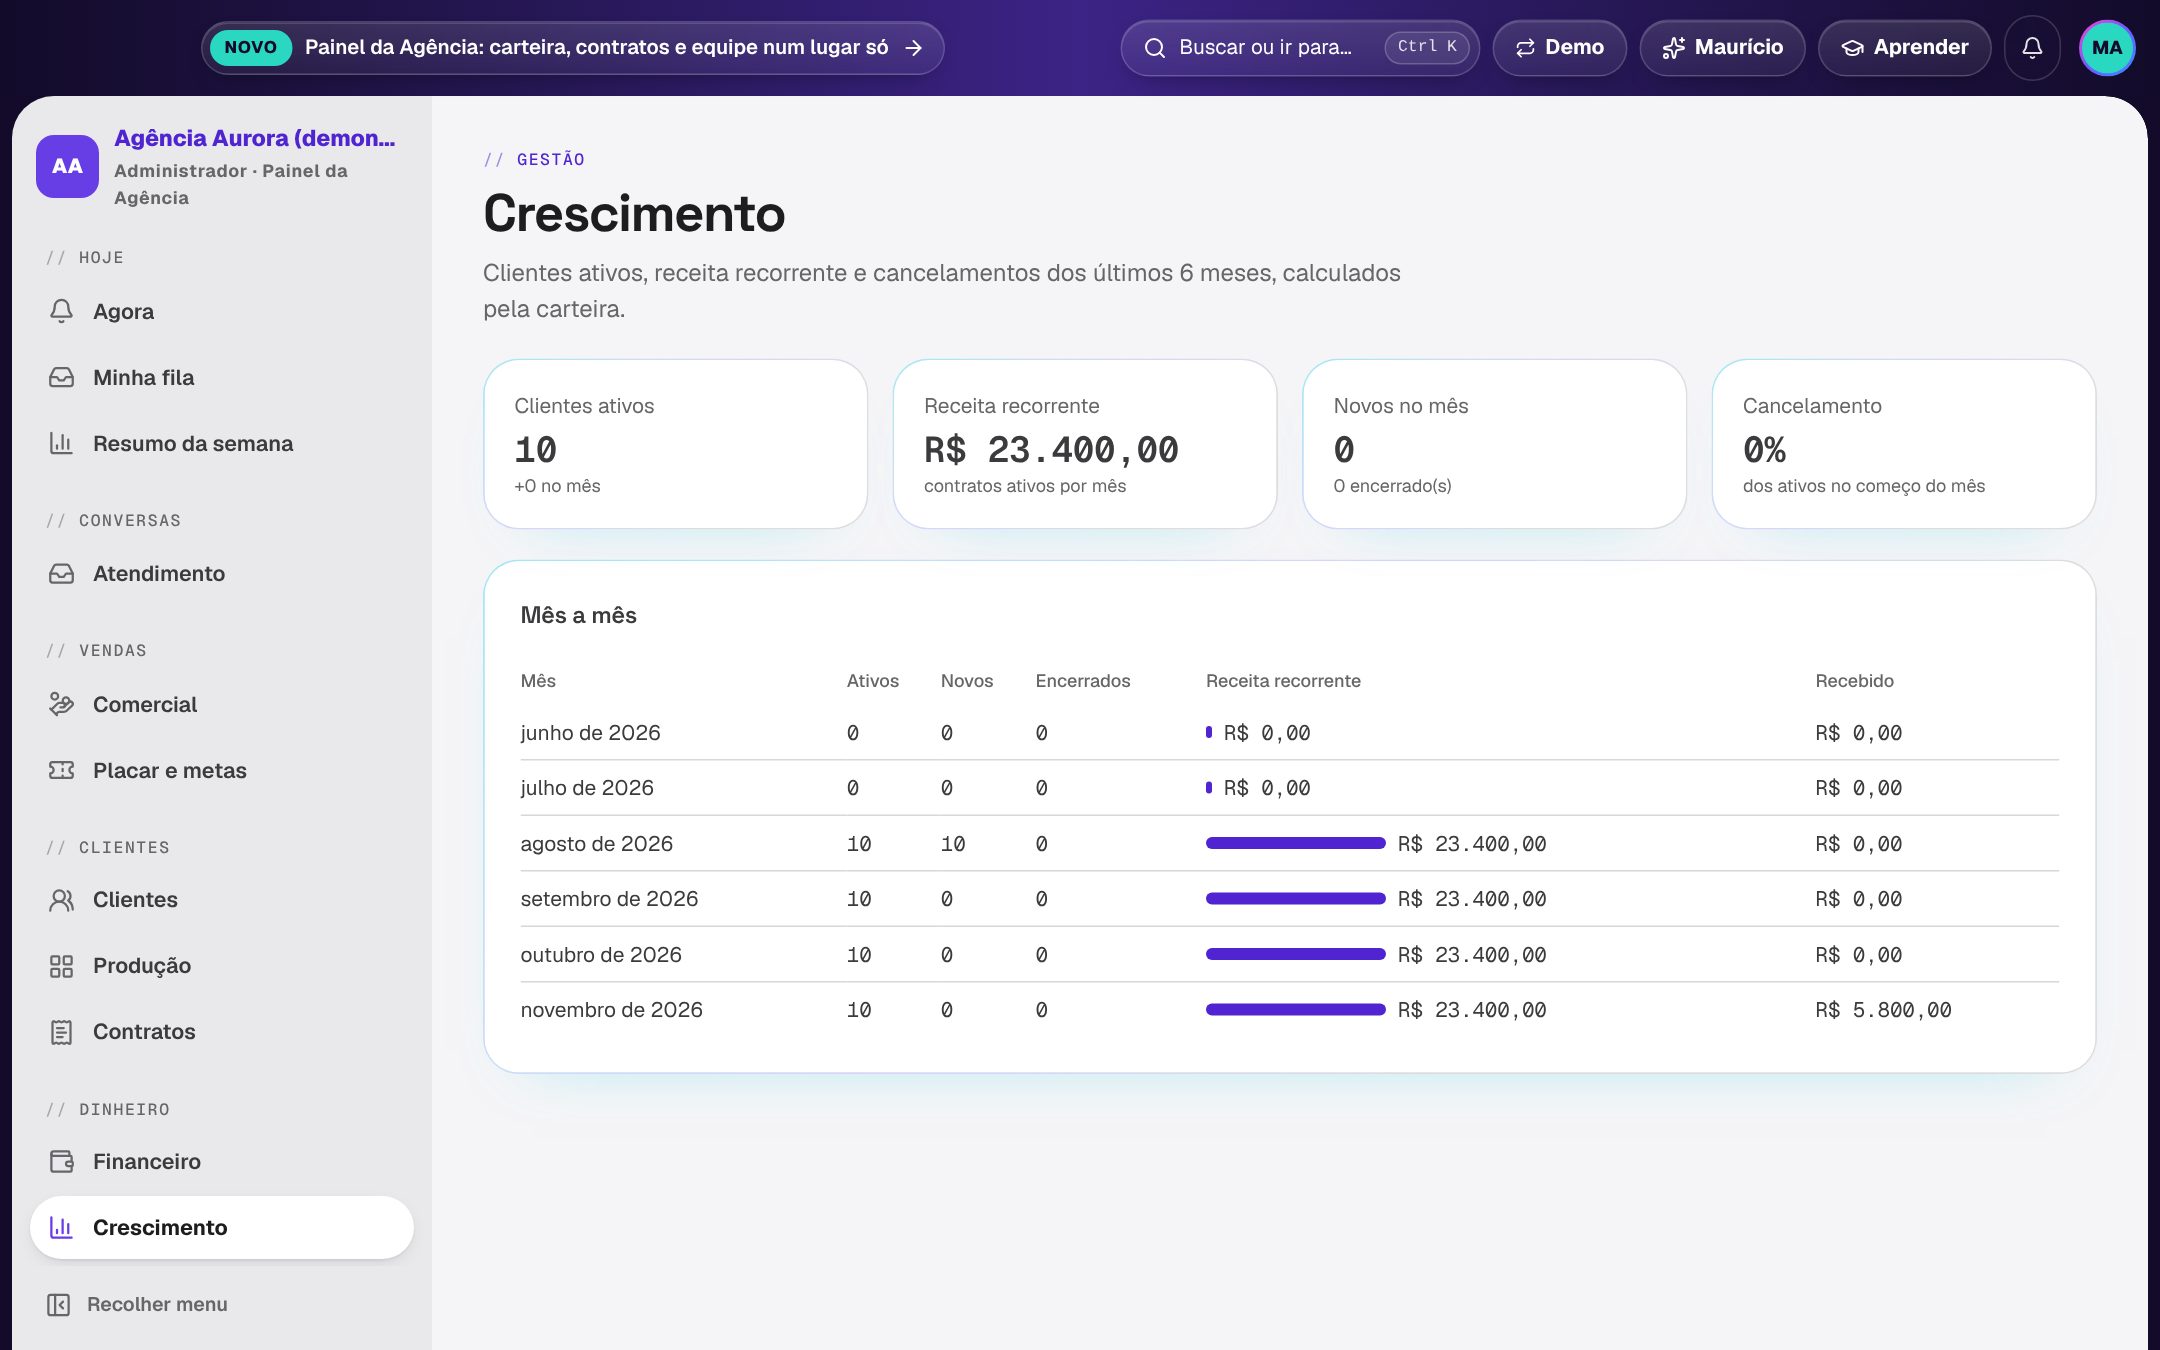 NOVO Painel da Agência: carteira, contratos e equipe num lugar só
Buscar ou ir para... Ctrl K
Demo
Maurício
Aprender
MA
AA
Agência Aurora (demon...
Administrador · Painel da
Agência
// HOJE
Agora
Minha fila
Resumo da semana
// CONVERSAS
Atendimento
// VENDAS
Comercial
Placar e metas
// CLIENTES
Clientes
Produção
Contratos
// DINHEIRO
Financeiro
Crescimento
Recolher menu
// GESTÃO
Crescimento
Clientes ativos, receita recorrente e cancelamentos dos últimos 6 meses, calculados
pela carteira.
Clientes ativos
10
+0 no mês
Receita recorrente
R$ 23.400,00
contratos ativos por mês
Novos no mês
0
0 encerrado(s)
Cancelamento
0%
dos ativos no começo do mês
Mês a mês
Mês Ativos Novos Encerrados Receita recorrente Recebido
junho de 2026 0 0 0 R$ 0,00 R$ 0,00
julho de 2026 0 0 0 R$ 0,00 R$ 0,00
agosto de 2026 10 10 0 R$ 23.400,00 R$ 0,00
setembro de 2026 10 0 0 R$ 23.400,00 R$ 0,00
outubro de 2026 10 0 0 R$ 23.400,00 R$ 0,00
novembro de 2026 10 0 0 R$ 23.400,00 R$ 5.800,00